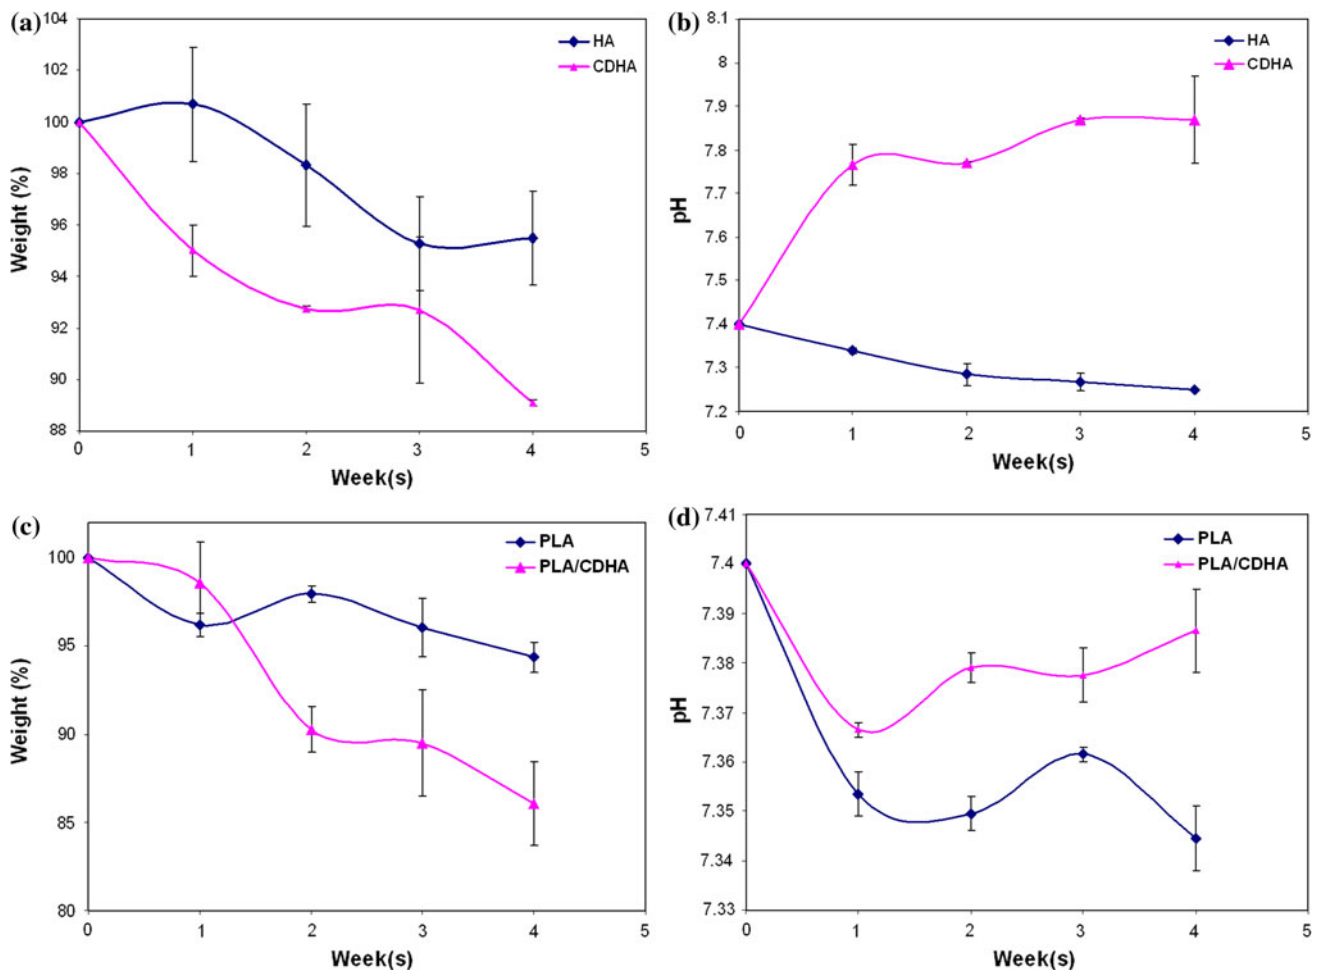 (a)
104
102
100
98
96
94
92
90
88
Weight (%)
HA
CDHA
0 1 2 3 4 5
Week(s)
(b)
8.1
8
7.9
7.8
7.7
7.6
7.5
7.4
7.3
7.2
pH
HA
CDHA
0 1 2 3 4 5
Week(s)
(c)
100
95
90
85
80
Weight (%)
PLA
PLA/CDHA
0 1 2 3 4 5
Week(s)
(d)
7.41
7.4
7.39
7.38
7.37
7.36
7.35
7.34
7.33
pH
PLA
PLA/CDHA
0 1 2 3 4 5
Week(s)